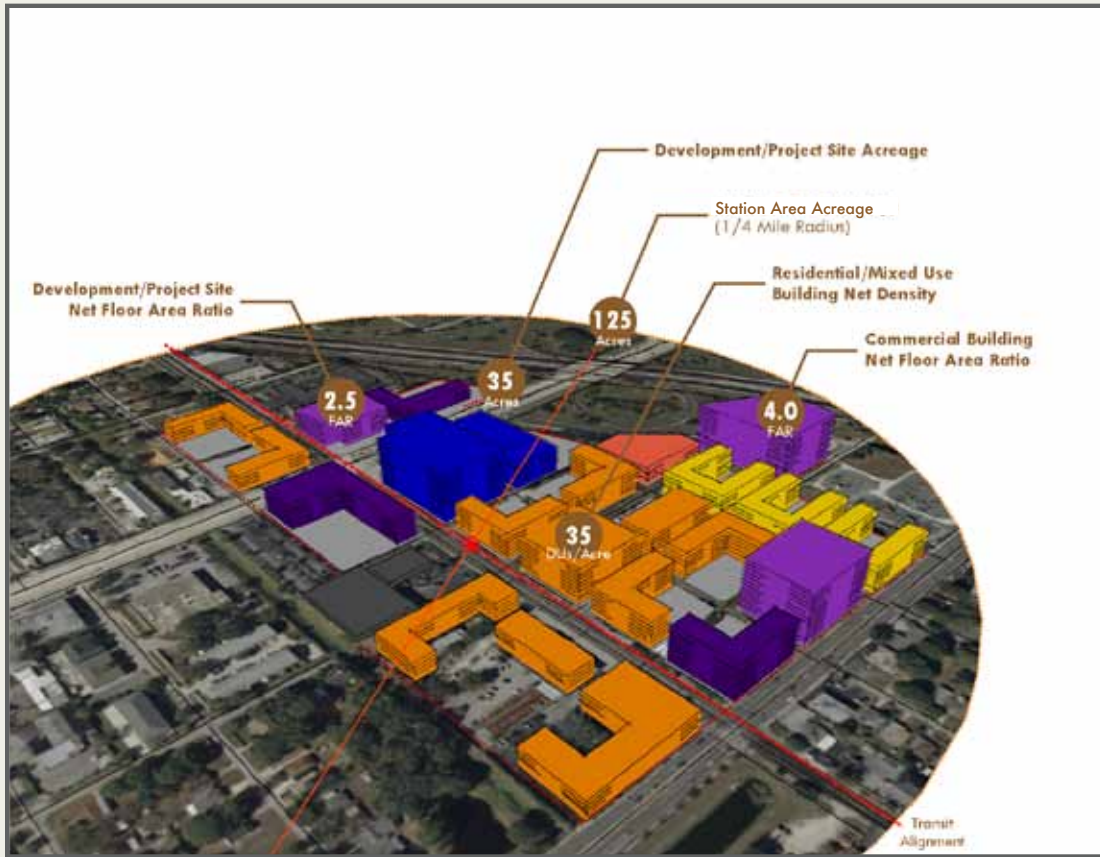 Development/Project Site Acreage
Station Area Acreage
(1/4 Mile Radius)
Residential/Mixed Use
Building Net Density
Development/Project Site
Net Floor Area Ratio
125
Acres
Commercial Building
Net Floor Area Ratio
35
Acres
2.5
FAR
4.0
FAR
35
DUs/Acre
Transit
Alignment